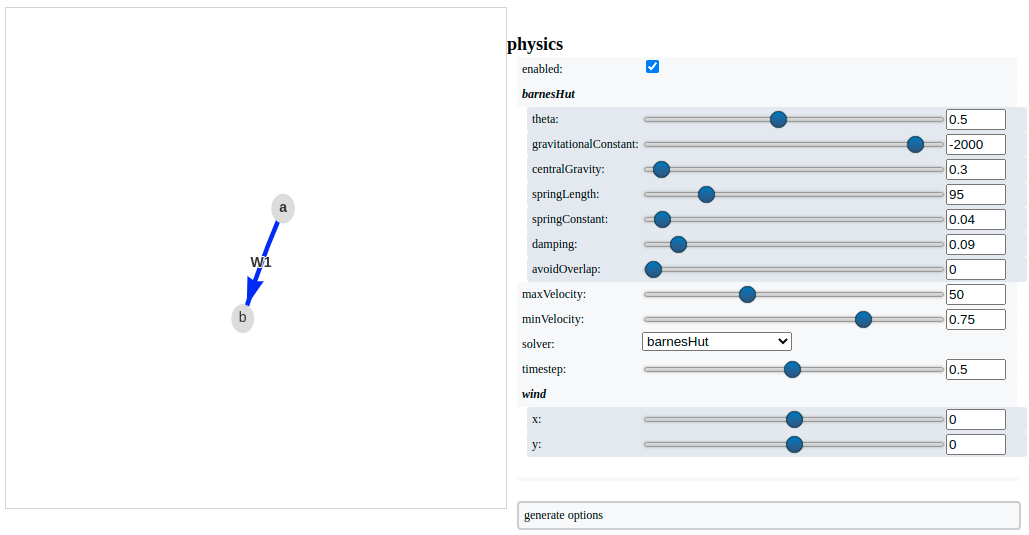 a
W1
b
physics
enabled:
barnesHut
theta: 0.5
gravitationalConstant: -2000
centralGravity: 0.3
springLength: 95
springConstant: 0.04
damping: 0.09
avoidOverlap: 0
maxVelocity: 50
minVelocity: 0.75
solver: barnesHut
timestep: 0.5
wind
x: 0
y: 0
generate options